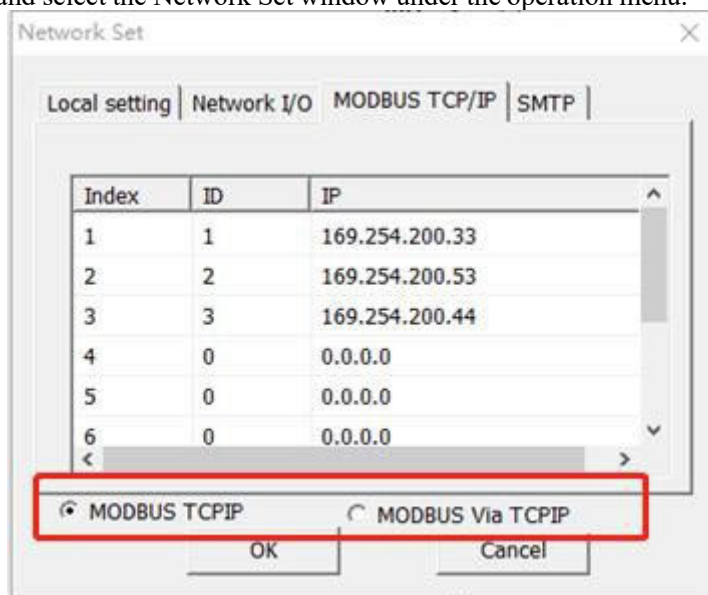 and select the Network Set window under the operation menu.
Network Set
Local setting Network I/O MODBUS TCP/IP SMTP
Index ID IP
1 1 169.254.200.33
2 2 169.254.200.53
3 3 169.254.200.44
4 0 0.0.0.0
5 0 0.0.0.0
6 0 0.0.0.0
MODBUS TCPIP MODBUS Via TCPIP
OK Cancel